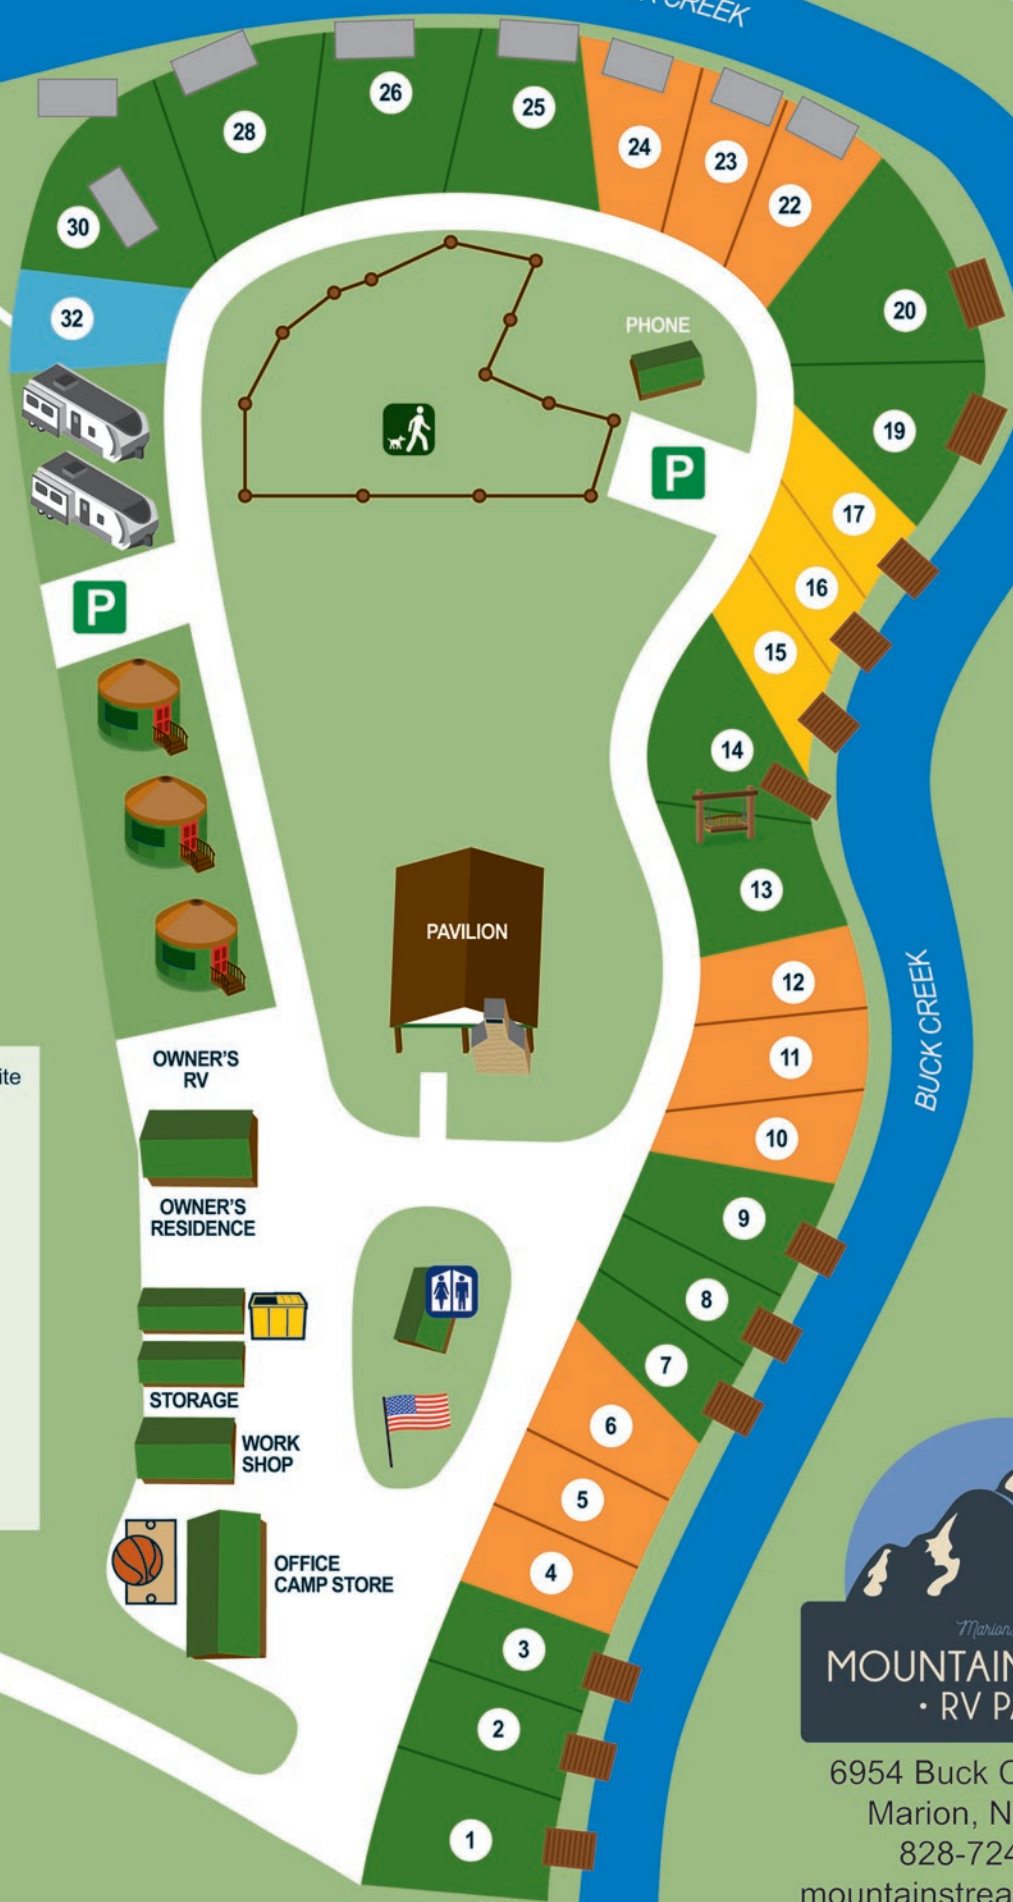 CREEK
26
28
25
24
23
22
30
32
20
PHONE
19
P
17
16
P
15
14
13
PAVILION
12
11
10
BUCK CREEK
OWNER'S
RV
OWNER'S
RESIDENCE
9
8
7
6
5
4
STORAGE
WORK
SHOP
OFFICE
CAMP STORE
3
2
1
Marion
MOUNTAIN
• RV
6954 Buck
Marion, N
828-724
mountainstrea